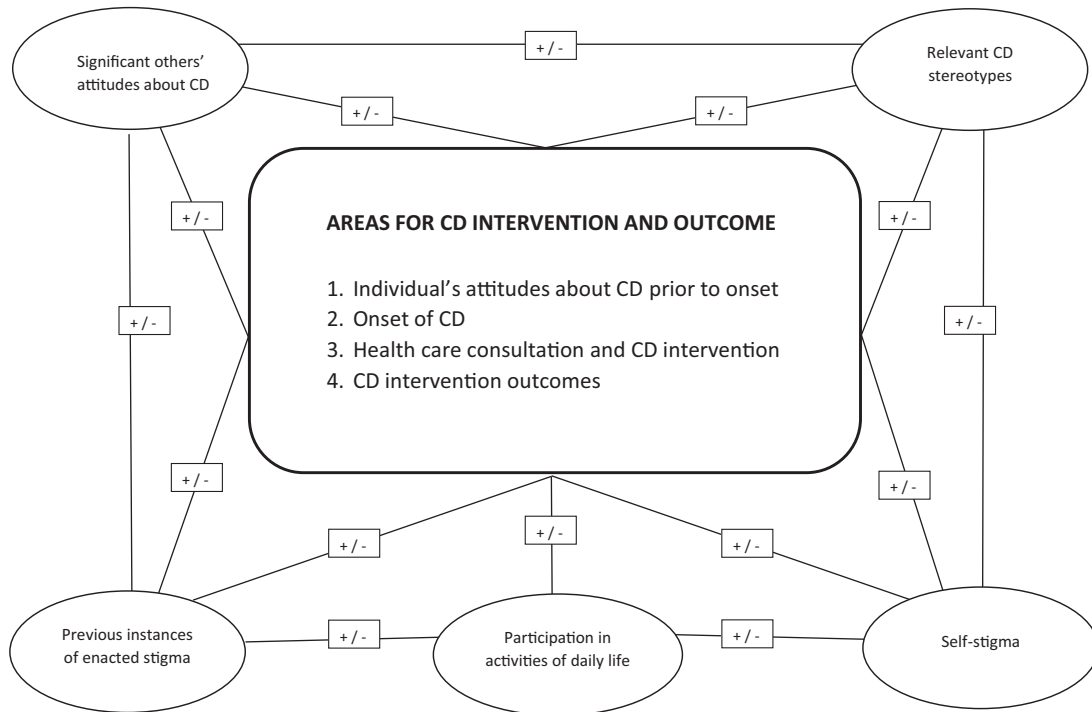 Significant others'
attitudes about CD
+ / -
Relevant CD
stereotypes
+ / -
+ / -
+ / -
+ / -
AREAS FOR CD INTERVENTION AND OUTCOME
1. Individual's attitudes about CD prior to onset
2. Onset of CD
3. Health care consultation and CD intervention
4. CD intervention outcomes
+ / -
+ / -
+ / -
+ / -
+ / -
+ / -
+ / -
Previous instances
of enacted stigma
+ / -
Participation in
activities of daily life
+ / -
Self-stigma